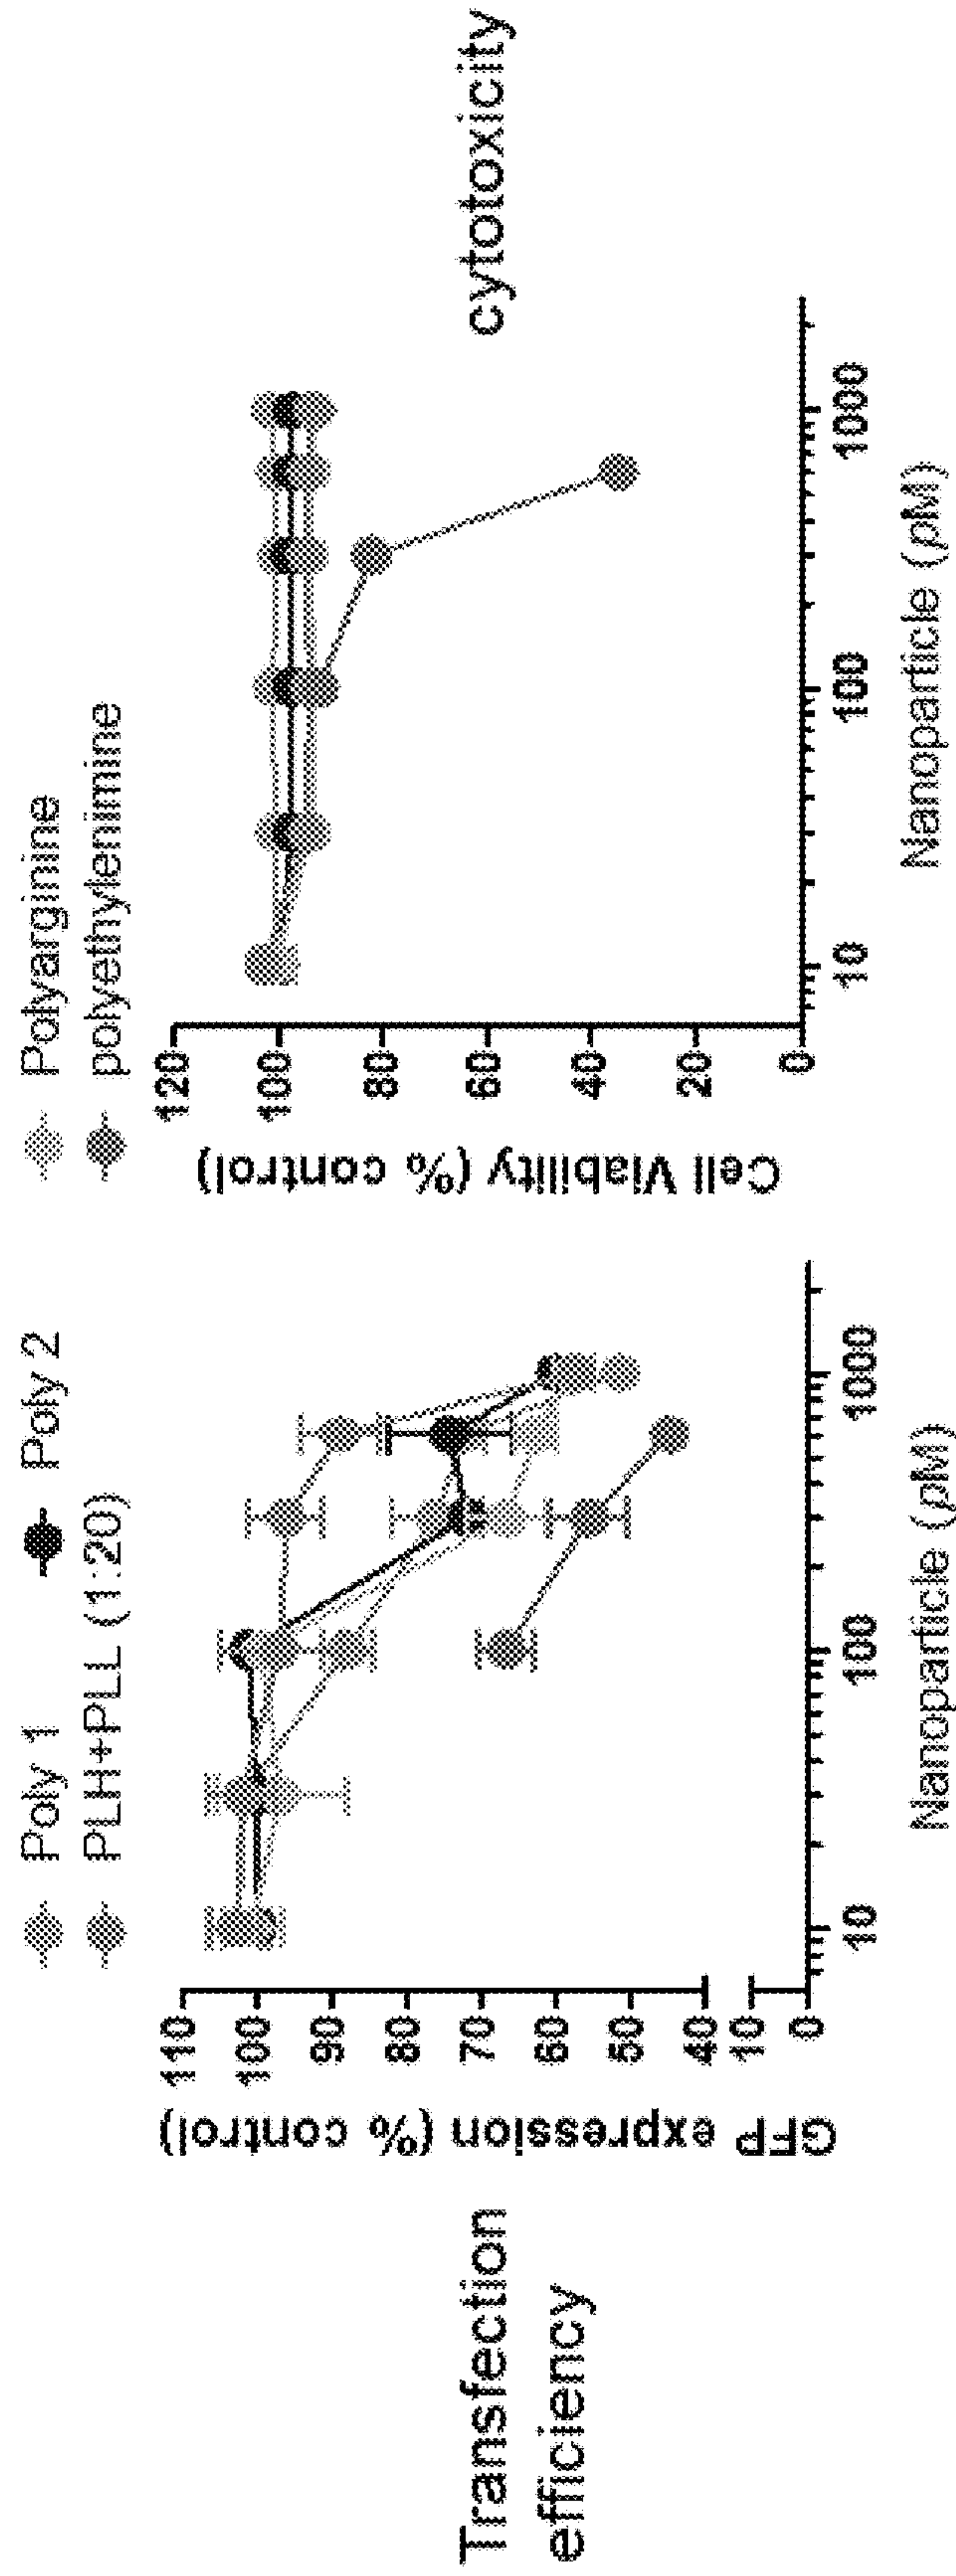 Poly 1
Poly 2
Polyarginine
PLH+PLL (1:20)
polyethylenimine
Transfection
efficiency
GFP expression (% control)
110
100
90
80
70
60
50
40
10
0
10
100
1000
Nanoparticle (pM)
Cell Viability (% control)
120
100
80
60
40
20
0
10
100
1000
Nanoparticle (pM)
cytotoxicity